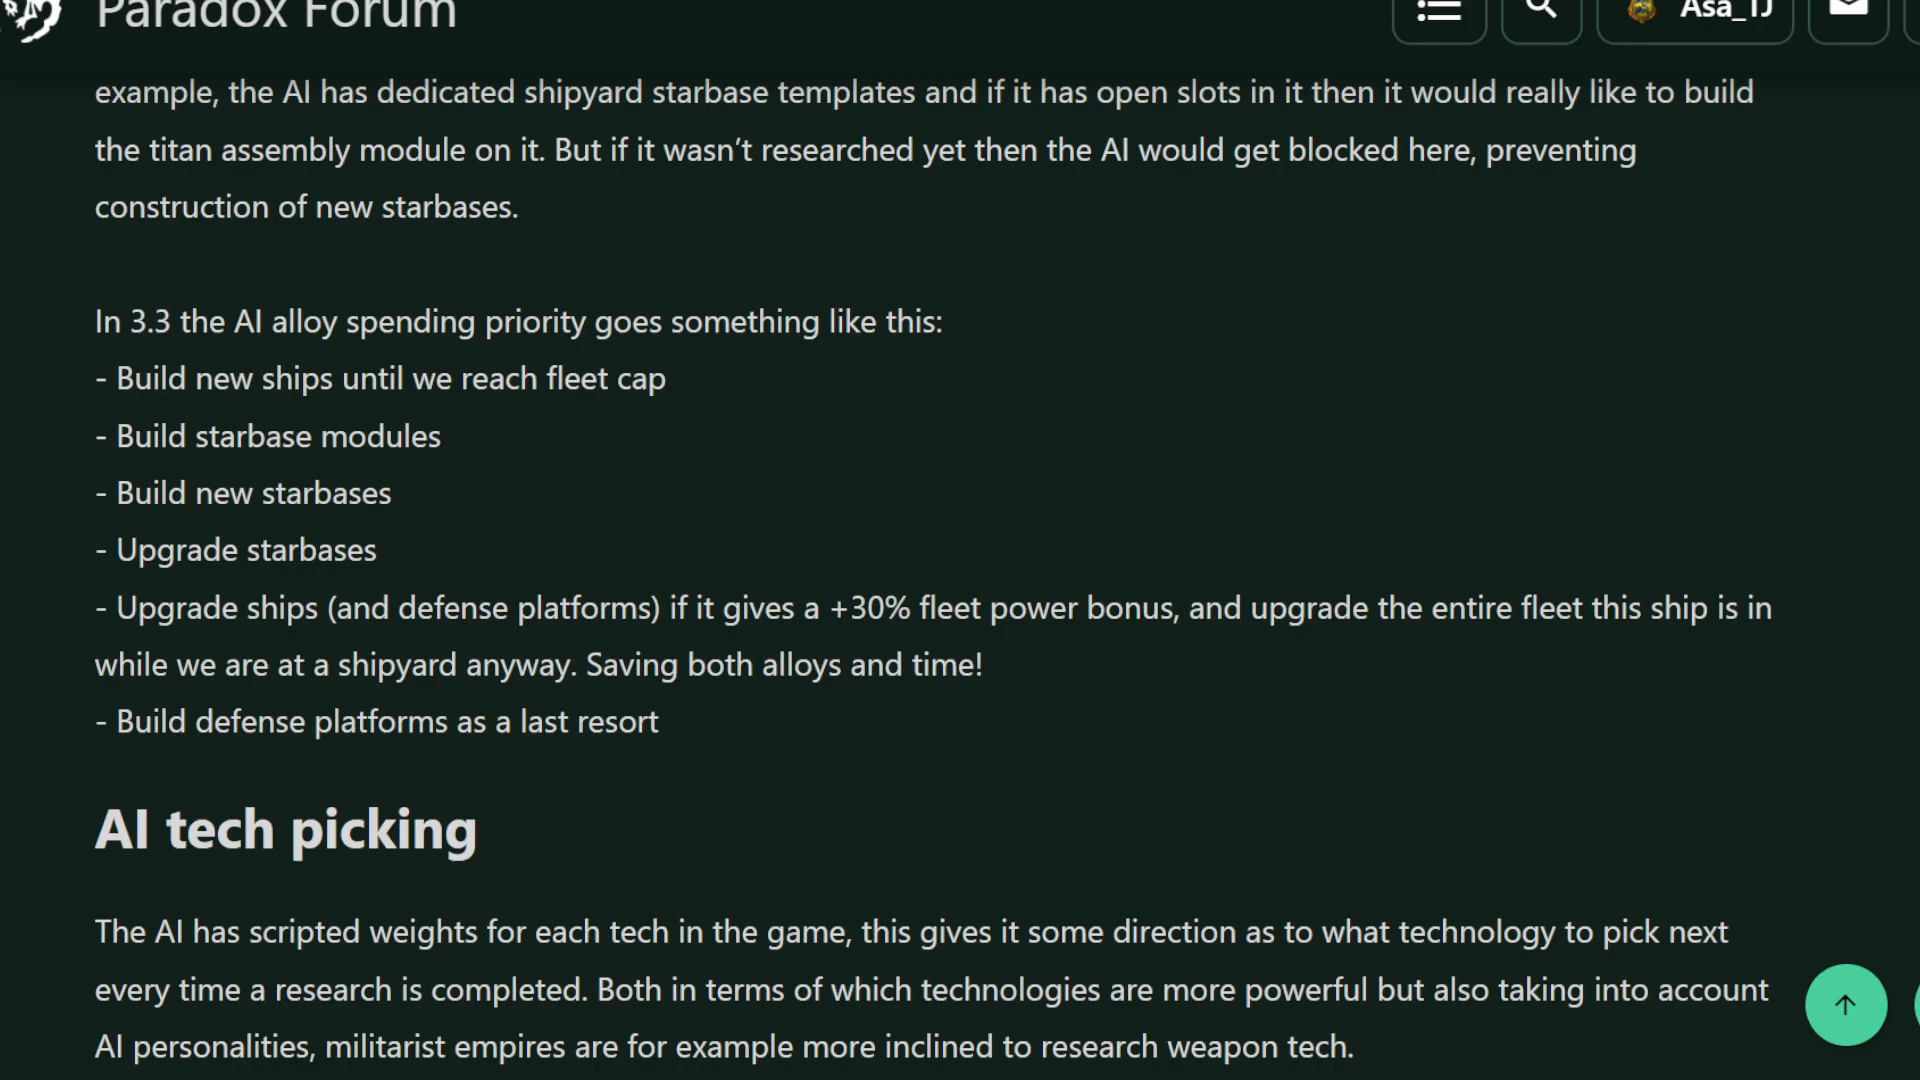 Paradox Forum
Asa_TJ
example, the AI has dedicated shipyard starbase templates and if it has open slots in it then it would really like to build
the titan assembly module on it. But if it wasn’t researched yet then the AI would get blocked here, preventing
construction of new starbases.
In 3.3 the AI alloy spending priority goes something like this:
- Build new ships until we reach fleet cap
- Build starbase modules
- Build new starbases
- Upgrade starbases
- Upgrade ships (and defense platforms) if it gives a +30% fleet power bonus, and upgrade the entire fleet this ship is in
while we are at a shipyard anyway. Saving both alloys and time!
- Build defense platforms as a last resort
AI tech picking
The AI has scripted weights for each tech in the game, this gives it some direction as to what technology to pick next
every time a research is completed. Both in terms of which technologies are more powerful but also taking into account
AI personalities, militarist empires are for example more inclined to research weapon tech.